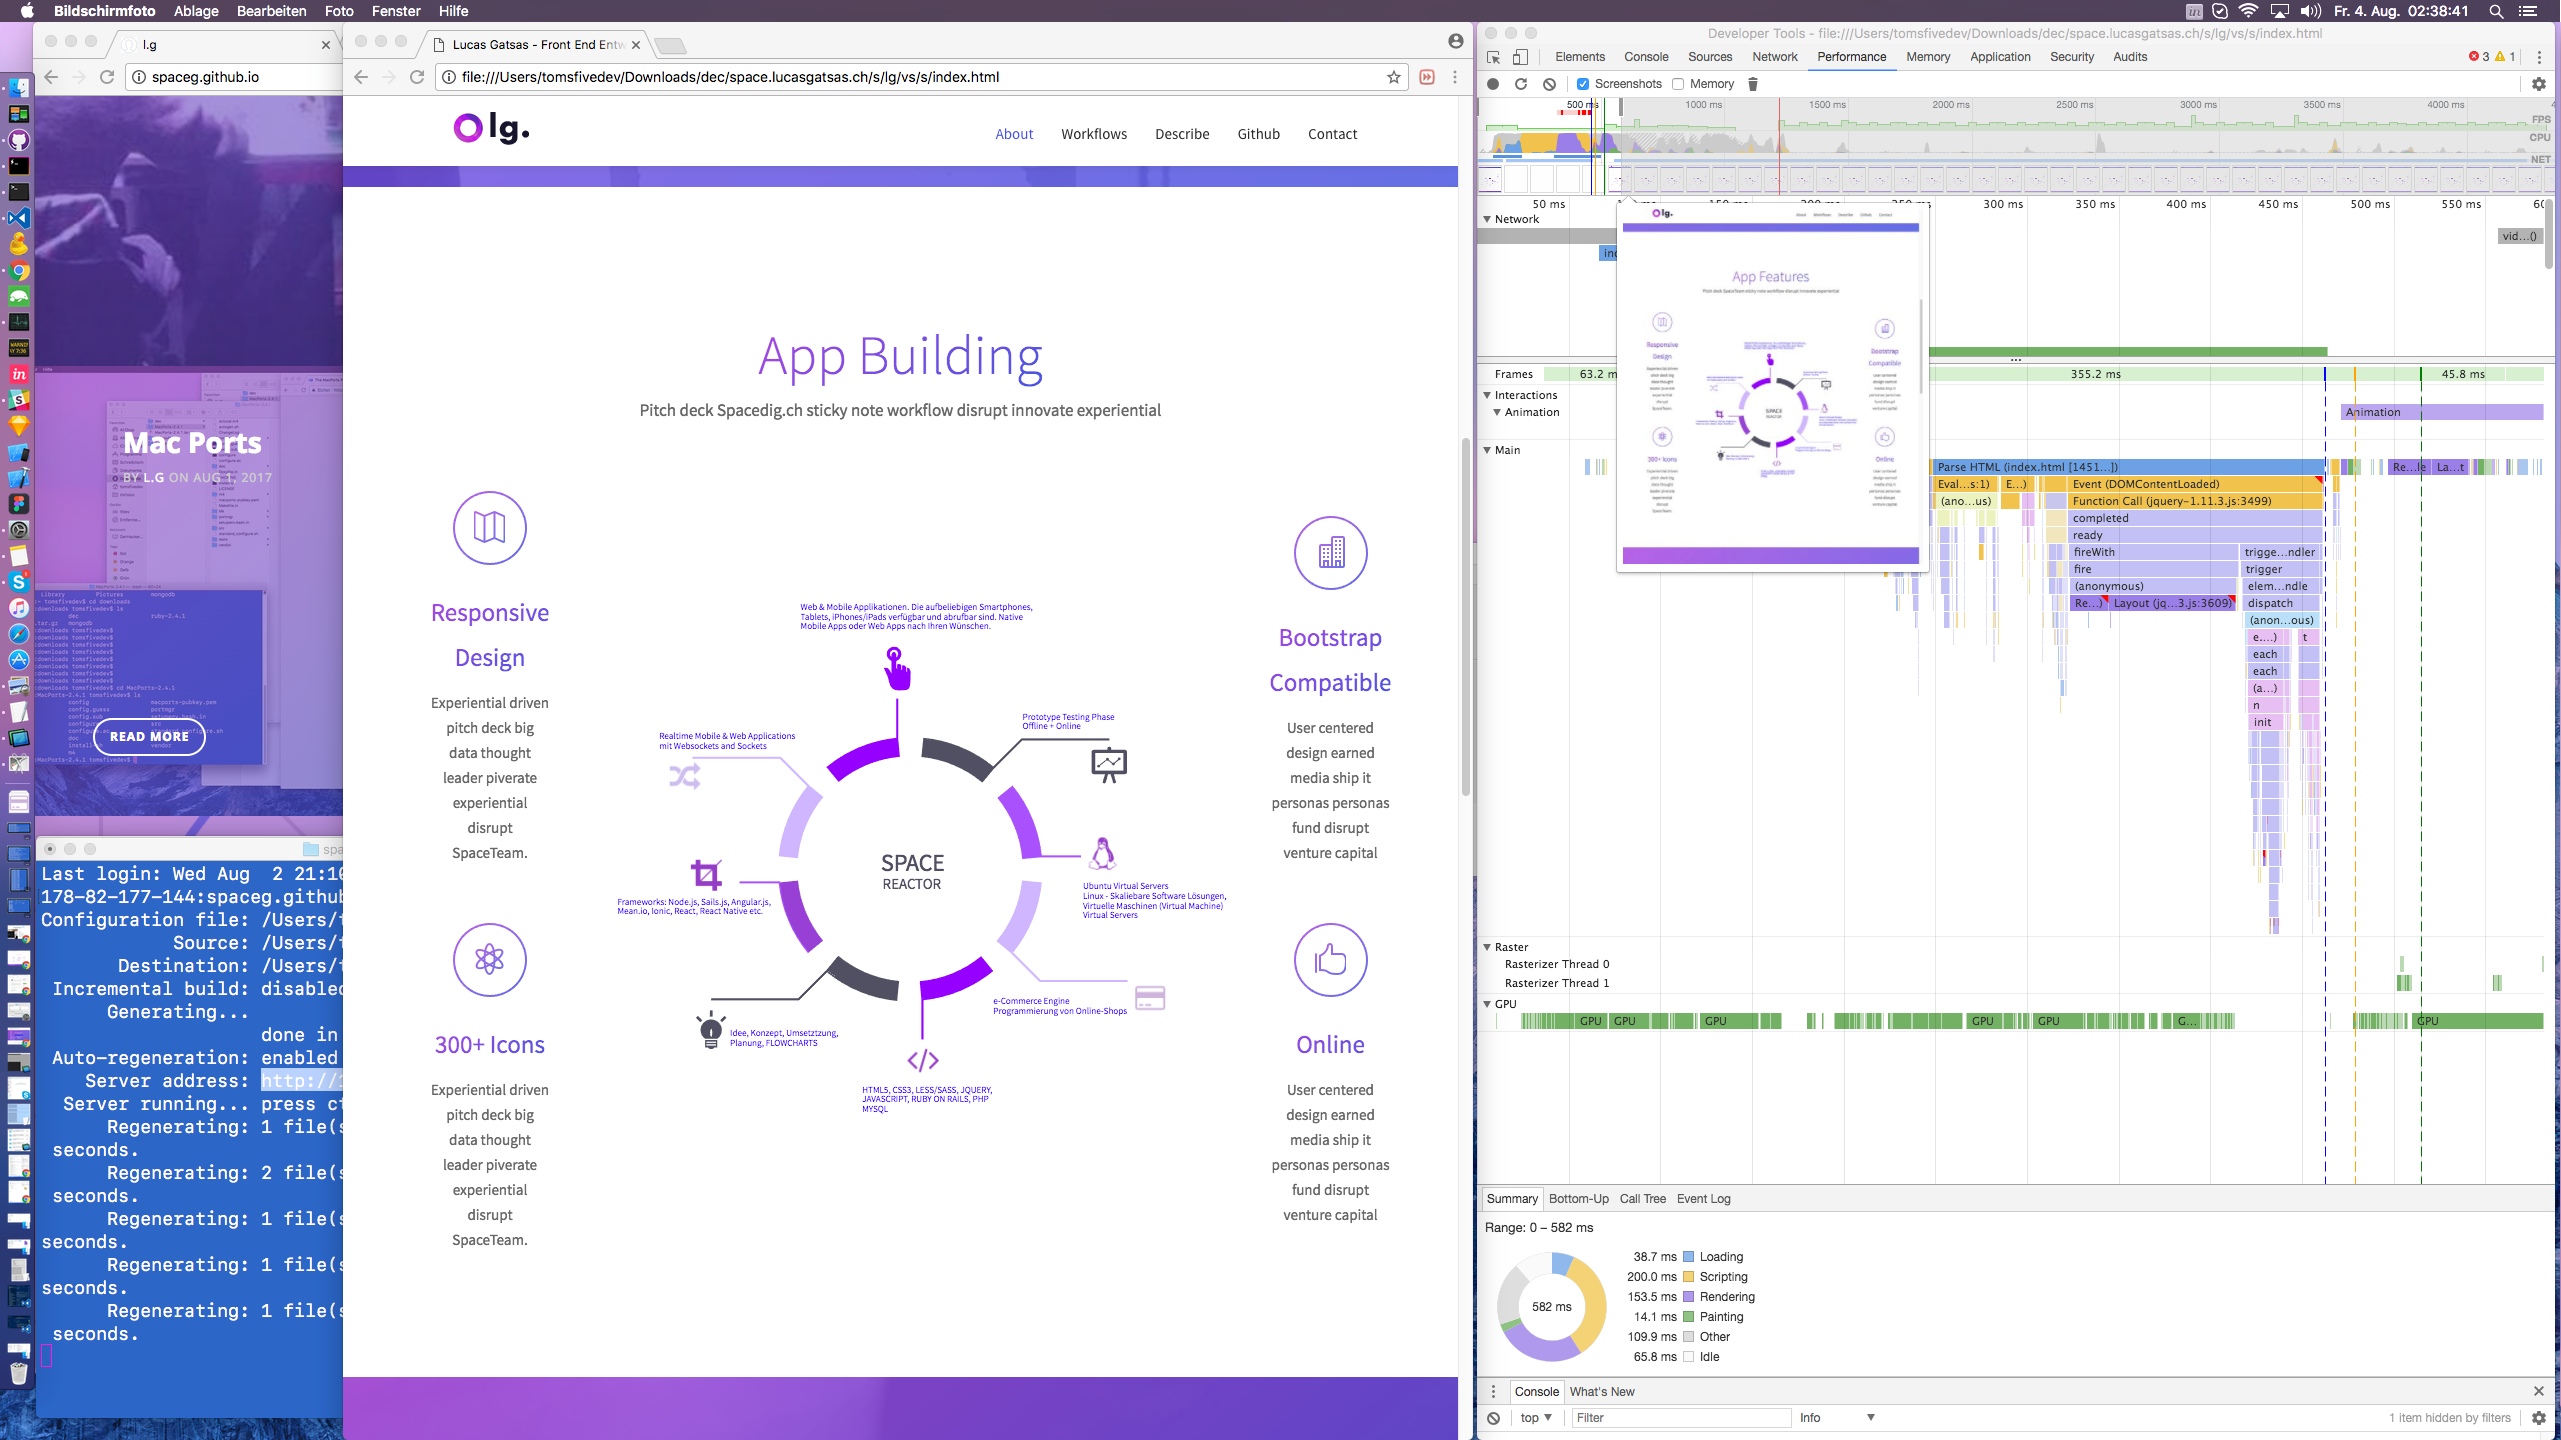 Bildschirmfoto Ablage Bearbeiten Foto Fenster Hilfe
Fr. 4. Aug. 02:38:41
l.g
spaceg.github.io
Mac Ports
BY L.G ON AUG 1, 2017
READ MORE
Last login: Wed Aug 2 21:10
178-82-177-144:spaceg.github
Configuration file: /Users/
Source: /Users/
Destination: /Users/
Incremental build: disabled
Generating...
done in
Auto-regeneration: enabled
Server address: http://
Server running... press
Regenerating: 1 file(s
seconds.
Regenerating: 2 file(s
seconds.
Regenerating: 1 file(s
seconds.
Regenerating: 1 file(s
seconds.
Regenerating: 1 file(s
seconds.
Lucas Gatsas - Front End Entw
file:///Users/tomsfivedev/Downloads/dec/space.lucasgatsas.ch/s/lg/vs/s/index.html
lg.
About Workflows Describe Github Contact
App Building
Pitch deck Spacedig.ch sticky note workflow disrupt innovate experiential
Responsive
Design
Experiential driven
pitch deck big
data thought
leader piverate
experiential
disrupt
SpaceTeam.
300+ Icons
Experiential driven
pitch deck big
data thought
leader piverate
experiential
disrupt
SpaceTeam.
Web & Mobile Applikationen. Die aufbeliebigen Smartphones,
Tablets, iPhones/iPads verfügbar und abrufbar sind. Native
Mobile Apps oder Web Apps nach Ihren Wünschen.
Prototype Testing Phase
Offline + Online
Realtime Mobile & Web Applications
mit Websockets and Sockets
SPACE
REACTOR
Ubuntu Virtual Servers
Linux - Skaliebare Software Lösungen,
Virtuelle Maschinen (Virtual Machine)
Virtual Servers
Frameworks: Node.js, Sails.js, Angular.js,
Mean.io, Ionic, React, React Native etc.
e-Commerce Engine
Programmierung von Online-Shops
Idee, Konzept, Umsetztzung,
Planung, FLOWCHARTS
HTML5, CSS3, LESS/SASS, JQUERY,
JAVASCRIPT, RUBY ON RAILS, PHP
MYSQL
Bootstrap
Compatible
User centered
design earned
media ship it
personas personas
fund disrupt
venture capital
Online
User centered
design earned
media ship it
personas personas
fund disrupt
venture capital
Developer Tools - file:///Users/tomsfivedev/Downloads/dec/space.lucasgatsas.ch/s/lg/vs/s/index.html
Elements Console Sources Network Performance Memory Application Security Audits
3 1
Screenshots Memory
500 ms 1000 ms 1500 ms 2000 ms 2500 ms 3000 ms 3500 ms 4000 ms
FPS
CPU
NET
50 ms 300 ms 350 ms 400 ms 450 ms 500 ms 550 ms
Network
vid...()
lg.
App Features
Responsive
Design
Bootstrap
Compatible
SPACE
REACTOR
300+ Icons
Online
Frames 63.2 m 355.2 ms 45.8 ms
Interactions
Animation
Animation
Main
Parse HTML (index.html [1451...])
Re...le La...t
Eval...s:1) E...) Event (DOMContentLoaded)
(ano...us) Function Call (jquery-1.11.3.js:3499)
completed
ready
fireWith trigge...ndler
fire trigger
(anonymous) elem...ndle
Re...) Layout (jq...3.js:3609) dispatch
(anon...ous)
e....) t
each
each
(a...)
n
init
Raster
Rasterizer Thread 0
Rasterizer Thread 1
GPU
GPU GPU GPU GPU GPU G... GPU
Summary Bottom-Up Call Tree Event Log
Range: 0 – 582 ms
582 ms
38.7 ms Loading
200.0 ms Scripting
153.5 ms Rendering
14.1 ms Painting
109.9 ms Other
65.8 ms Idle
Console What's New
top Filter Info 1 item hidden by filters